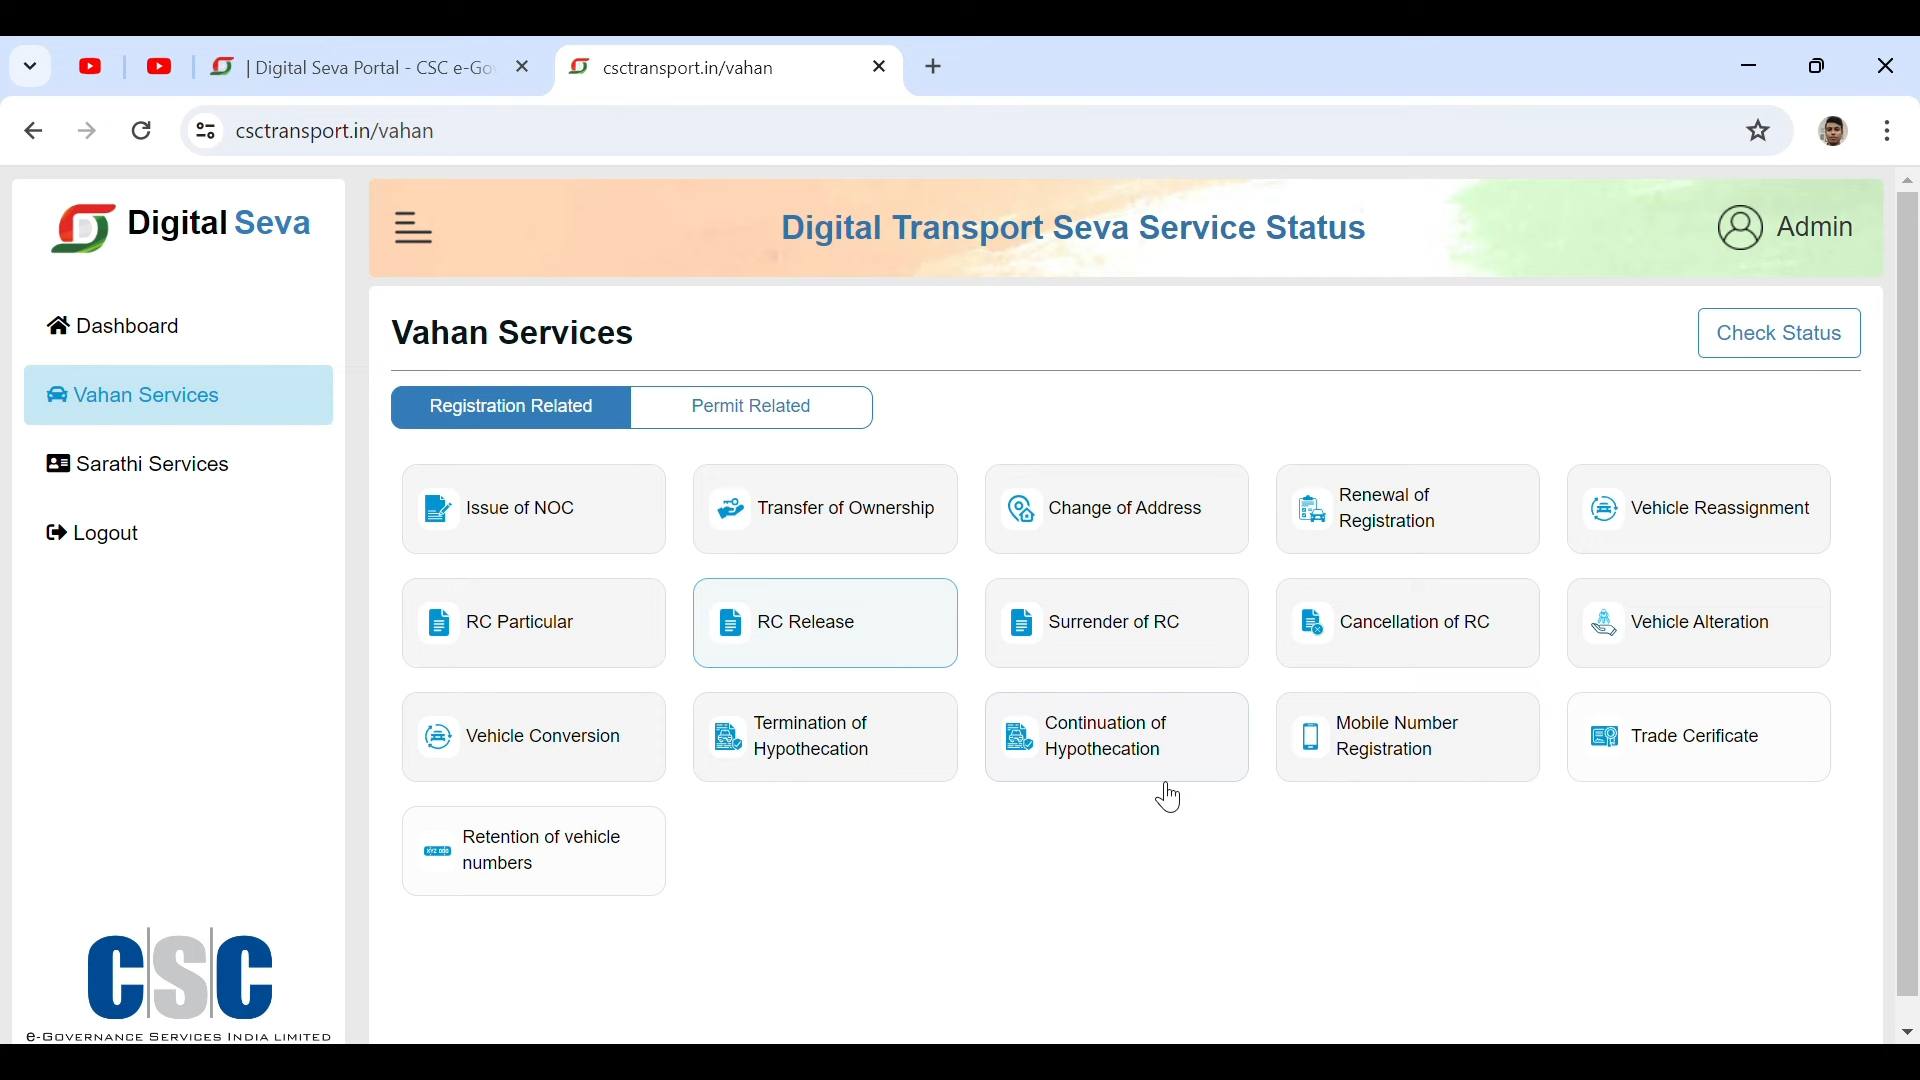 | Digital Seva Portal - CSC e-Go
csctransport.in/vahan
csctransport.in/vahan
Digital Seva
Dashboard
Vahan Services
Sarathi Services
Logout
CSC
e-GOVERNANCE SERVICES INDIA LIMITED
Digital Transport Seva Service Status
Admin
Vahan Services
Check Status
Registration Related
Permit Related
Issue of NOC
Transfer of Ownership
Change of Address
Renewal of
Registration
Vehicle Reassignment
RC Particular
RC Release
Surrender of RC
Cancellation of RC
Vehicle Alteration
Vehicle Conversion
Termination of
Hypothecation
Continuation of
Hypothecation
Mobile Number
Registration
Trade Cerificate
Retention of vehicle
numbers